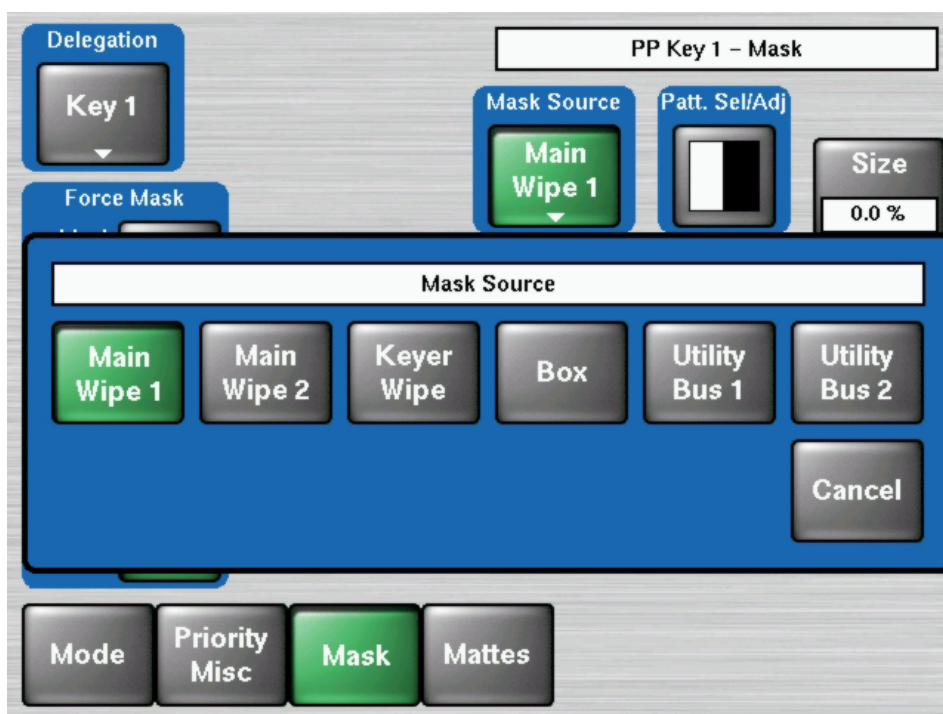 Delegation
Key 1
PP Key 1 – Mask
Mask Source
Main
Wipe 1
Patt. Sel/Adj
Size
0.0 %
Force Mask
Mask Source
Main
Wipe 1
Main
Wipe 2
Keyer
Wipe
Box
Utility
Bus 1
Utility
Bus 2
Cancel
Mode
Priority
Misc
Mask
Mattes